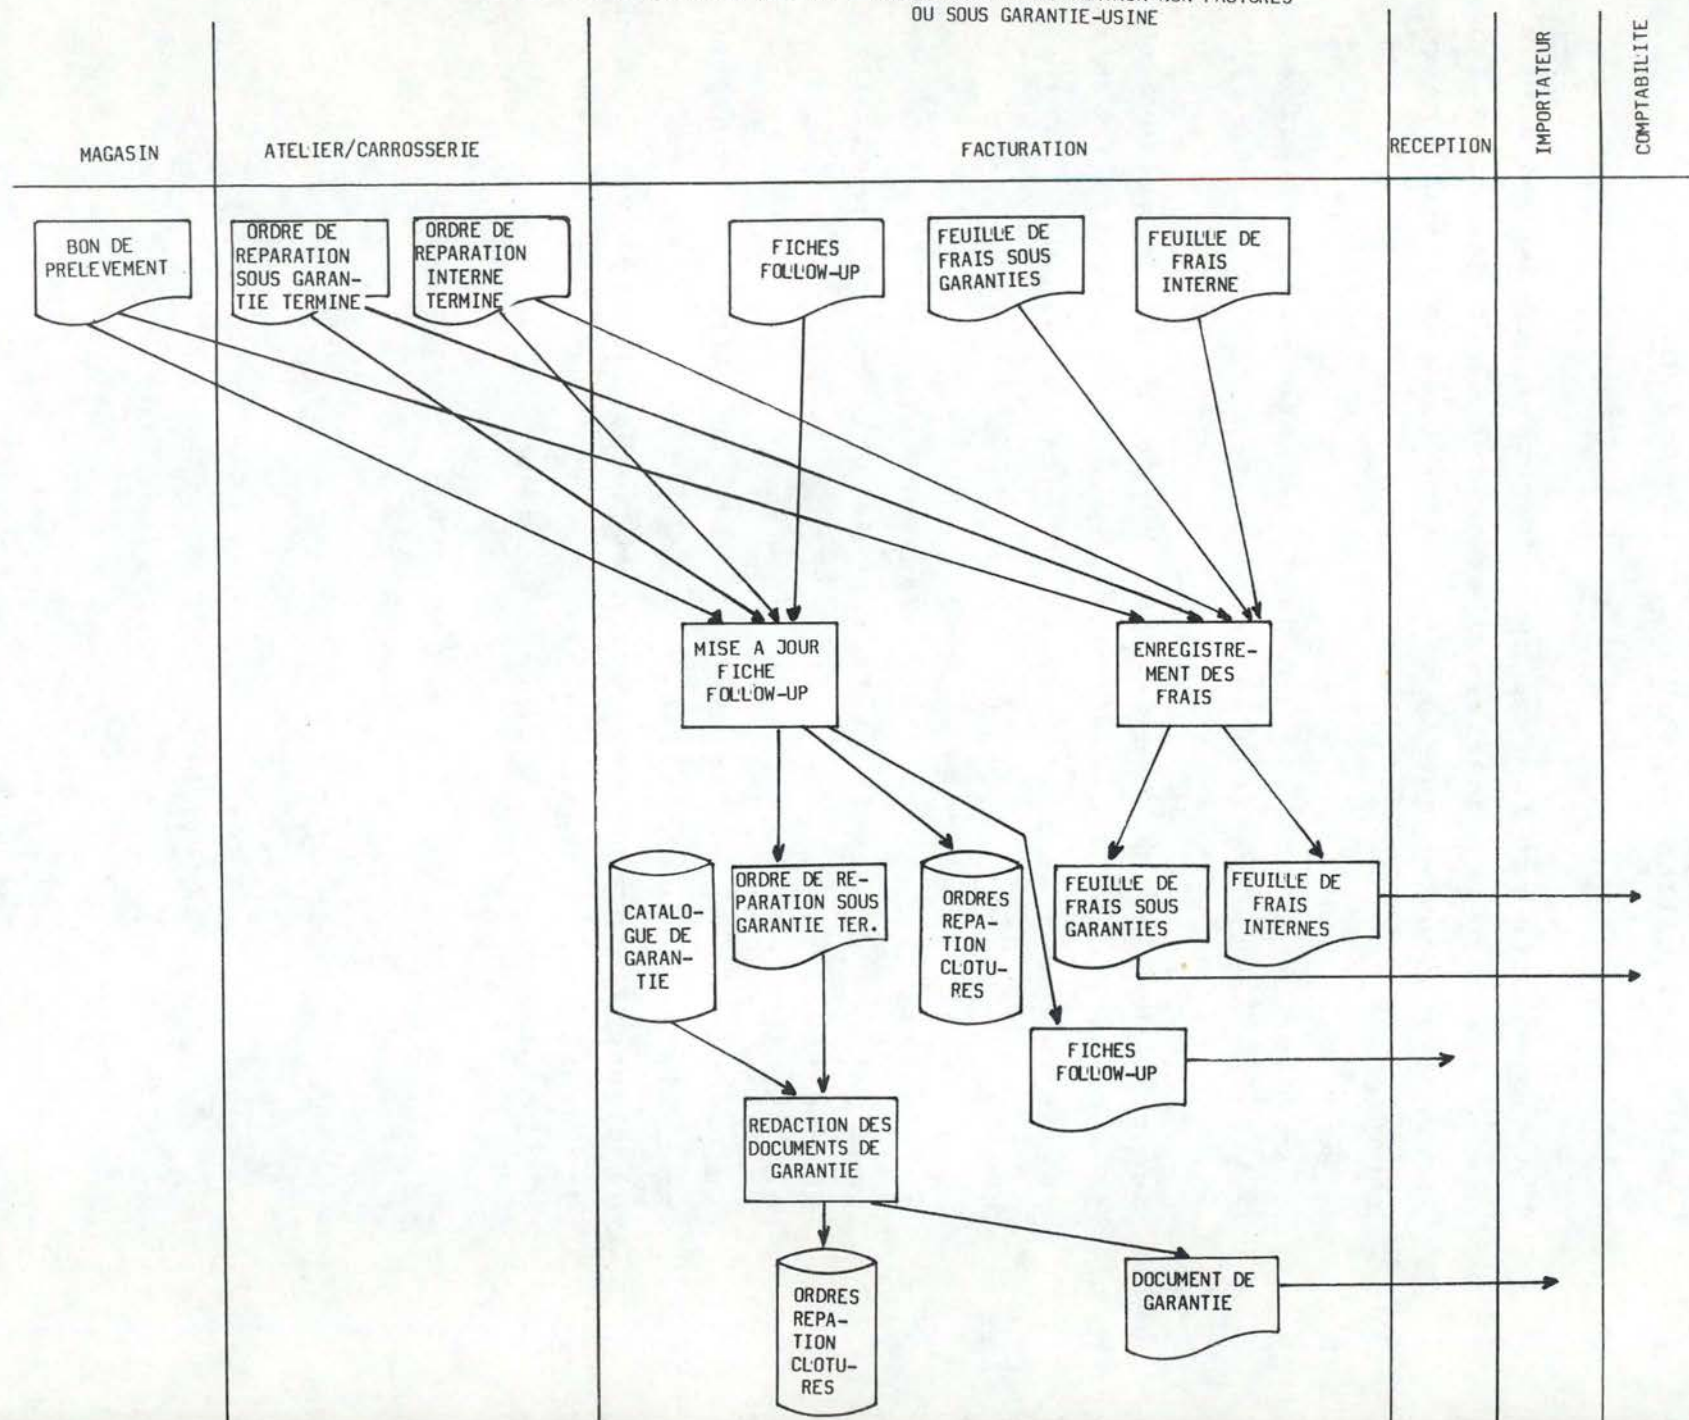 OU SOUS GARANTIE-USINE
MAGASIN
ATELIER/CARROSSERIE
FACTURATION
RECEPTION
IMPORTATEUR
COMPTABILITE
BON DE
PRELEVEMENT
ORDRE DE
REPARATION
SOUS GARAN-
TIE TERMINE
ORDRE DE
REPARATION
INTERNE
TERMINE
FICHES
FOLLOW-UP
FEUILLE DE
FRAIS SOUS
GARANTIES
FEUILLE DE
FRAIS
INTERNE
MISE A JOUR
FICHE
FOLLOW-UP
ENREGISTRE-
MENT DES
FRAIS
CATALO-
GUE DE
GARAN-
TIE
ORDRE DE RE-
PARATION SOUS
GARANTIE TER.
ORDRES
REPA-
TION
CLOTU-
RES
FEUILLE DE
FRAIS SOUS
GARANTIES
FEUILLE DE
FRAIS
INTERNES
FICHES
FOLLOW-UP
REDACTION DES
DOCUMENTS DE
GARANTIE
ORDRES
REPA-
TION
CLOTU-
RES
DOCUMENT DE
GARANTIE